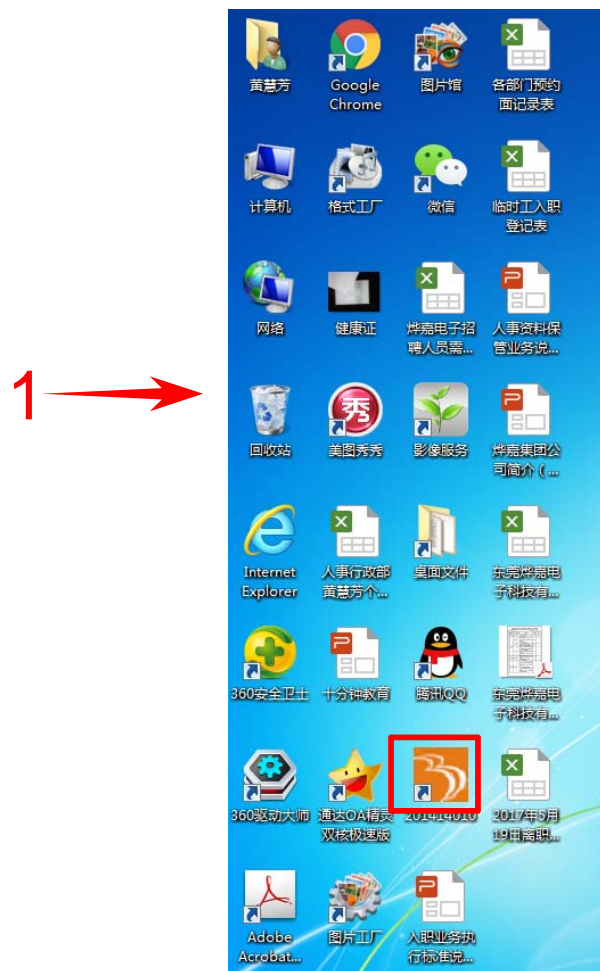 黄慧芳
Google
Chrome
图片馆
各部门预约
面记录表
计算机
格式工厂
微信
临时工入职
登记表
网络
健康证
烨嘉电子招
聘人员需...
人事资料保
管业务说...
1
回收站
美图秀秀
影像服务
烨嘉集团公
司简介（...
Internet
Explorer
人事行政部
黄慧芳个...
桌面文件
东莞烨嘉电
子科技有...
360安全卫士
十分钟教育
腾讯QQ
东莞烨嘉电
子科技有...
360驱动大师
通达OA精灵
双核极速版
201414010
2017年5月
19日离职...
Adobe
Acrobat...
图片工厂
入职业务执
行标准说...